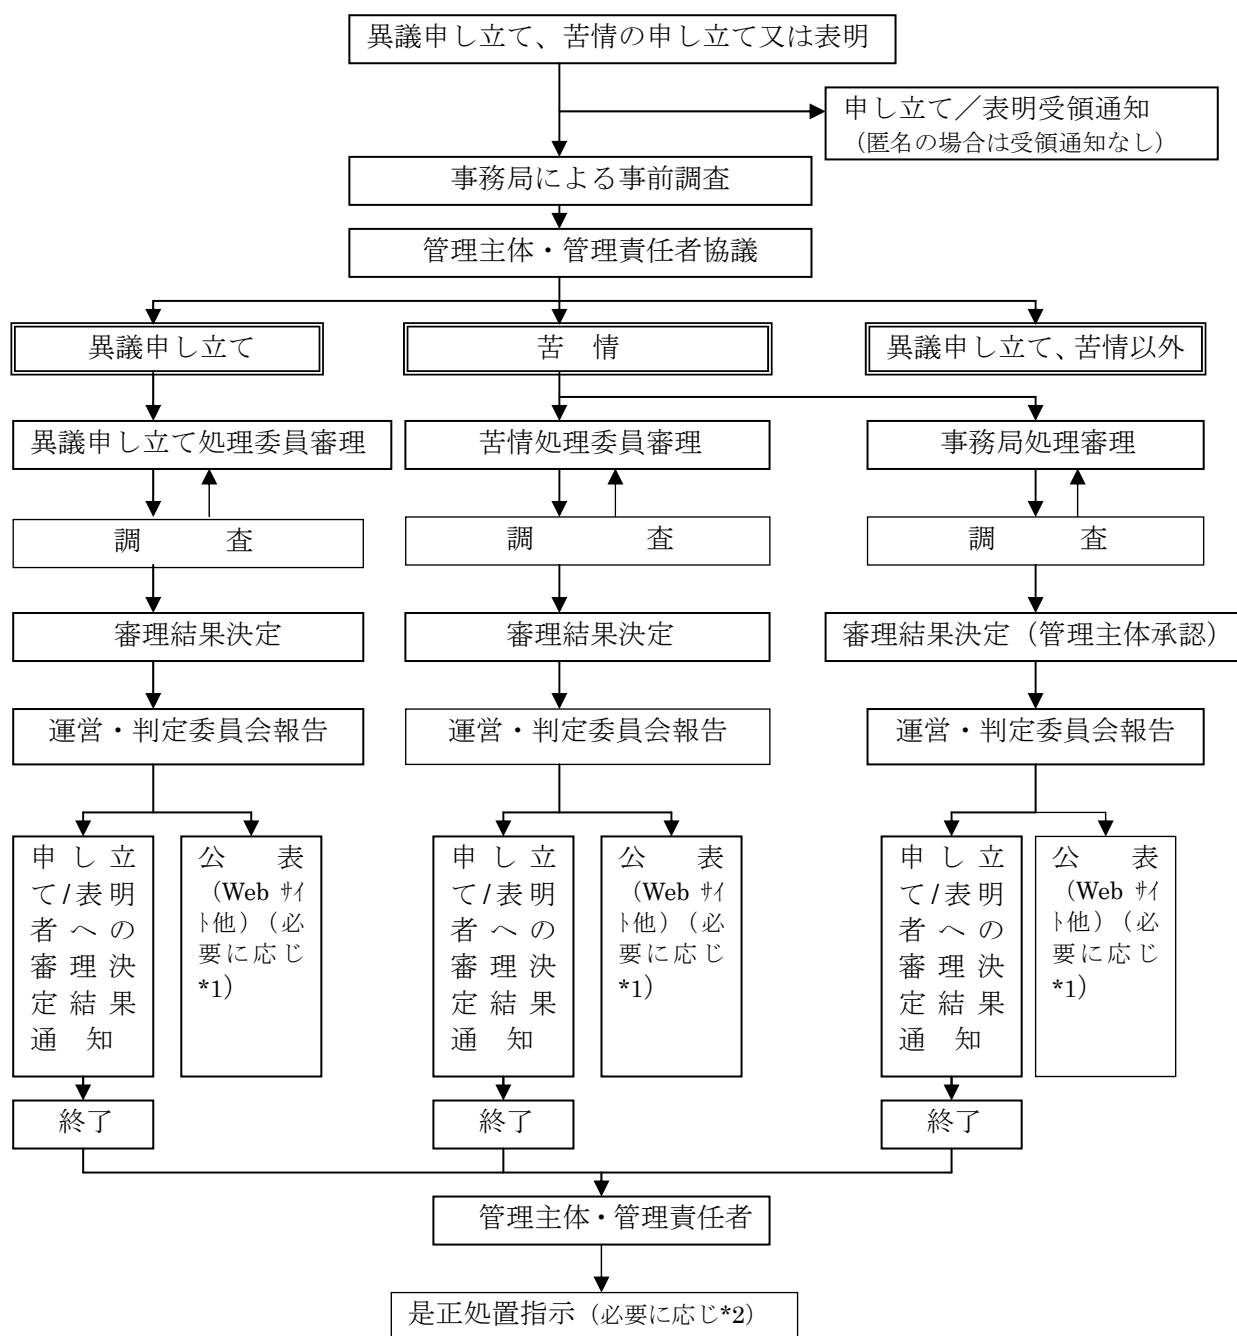 異議申し立て、苦情の申し立て又は表明
申し立て／表明受領通知
（匿名の場合は受領通知なし）
事務局による事前調査
管理主体・管理責任者協議
異議申し立て
苦　情
異議申し立て、苦情以外
異議申し立て処理委員審理
苦情処理委員審理
事務局処理審理
調　　　査
調　　　査
調　　　査
審理結果決定
審理結果決定
審理結果決定（管理主体承認）
運営・判定委員会報告
運営・判定委員会報告
運営・判定委員会報告
申し立
て/表明
者への
審理決
定結果
通　知
公　表
（Web ｻｲ
ﾄ他）（必
要に応じ
*1）
申し立
て/表明
者への
審理決
定結果
通　知
公　表
（Web ｻｲ
ﾄ他）（必
要に応じ
*1）
申し立
て/表明
者への
審理決
定結果
通　知
公　表
（Web ｻｲ
ﾄ他）（必
要に応じ
*1）
終了
終了
終了
管理主体・管理責任者
是正処置指示（必要に応じ*2）